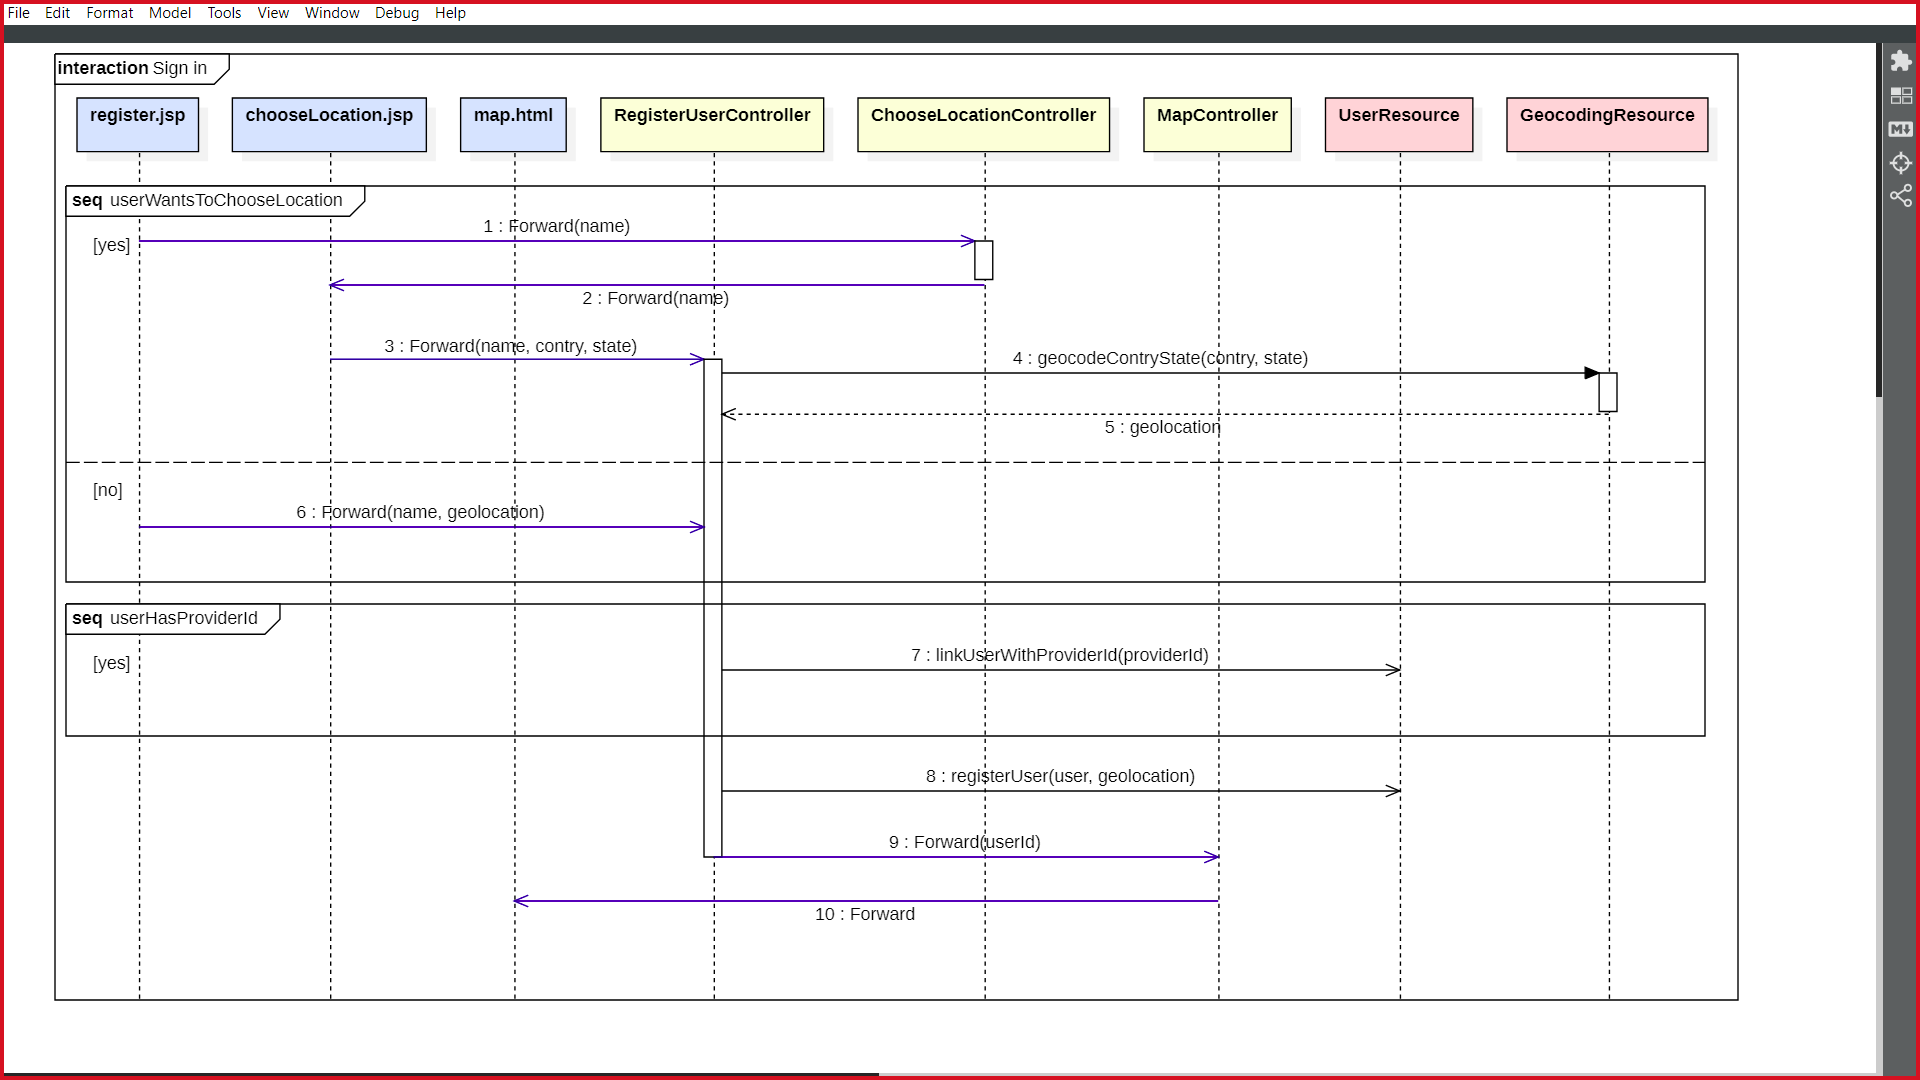 File Edit Format Model Tools View Window Debug Help
interaction Sign in
register.jsp chooseLocation.jsp map.html RegisterUserController ChooseLocationController MapController UserResource GeocodingResource
seq userWantsToChooseLocation
1 : Forward(name)
[yes]
2 : Forward(name)
3 : Forward(name, contry, state)
4 : geocodeContryState(contry, state)
5 : geolocation
[no]
6 : Forward(name, geolocation)
seq userHasProviderId
7 : linkUserWithProviderId(providerId)
[yes]
8 : registerUser(user, geolocation)
9 : Forward(userId)
10 : Forward
M